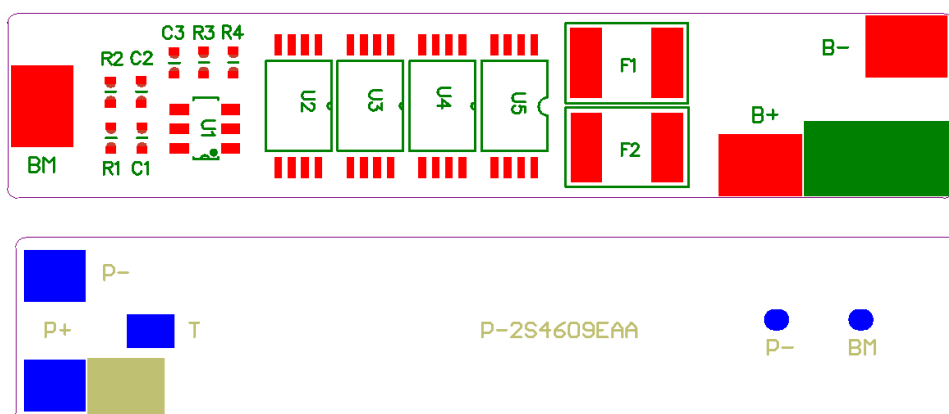 C3 R3 R4
R2 C2
B-
F1
U2 U3 U4 U5
B+
U1
F2
BM
R1 C1
P-
P+ T P-2S4609EAA
P- BM